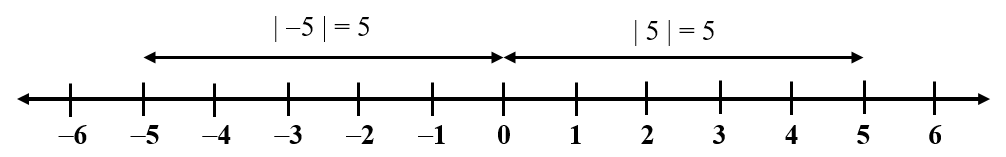 | –5 | = 5 | 5 | = 5
–6 –5 –4 –3 –2 –1 0 1 2 3 4 5 6